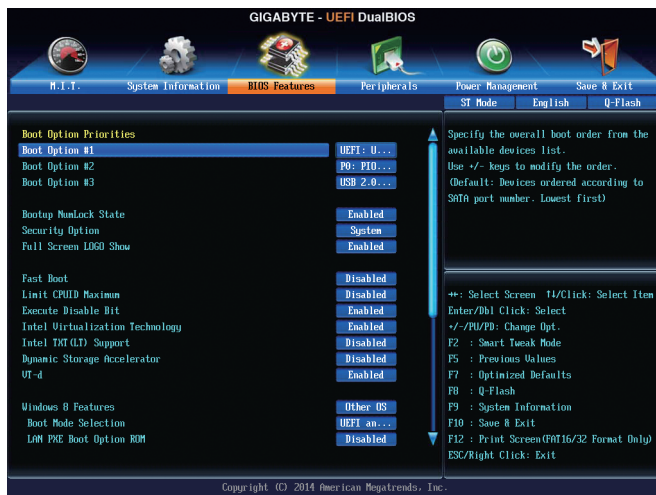 GIGABYTE - UEFI DualBIOS
M.I.T. System Information BIOS Features Peripherals Power Management Save & Exit
ST Mode English Q-Flash
Boot Option Priorities
Boot Option #1 UEFI: U...
Boot Option #2 P0: PIO...
Boot Option #3 USB 2.0...
Bootup NumLock State Enabled
Security Option System
Full Screen LOGO Show Enabled
Fast Boot Disabled
Limit CPUID Maximum Disabled
Execute Disable Bit Enabled
Intel Virtualization Technology Enabled
Intel TXT(LT) Support Disabled
Dynamic Storage Accelerator Disabled
VT-d Enabled
Windows 8 Features Other OS
Boot Mode Selection UEFI an...
LAN PXE Boot Option ROM Disabled
Specify the overall boot order from the
available devices list.
Use +/- keys to modify the order.
(Default: Devices ordered according to
SATA port number. Lowest first)
→←: Select Screen ↑↓/Click: Select Item
Enter/Dbl Click: Select
+/-/PU/PD: Change Opt.
F2 : Smart Tweak Mode
F5 : Previous Values
F7 : Optimized Defaults
F8 : Q-Flash
F9 : System Information
F10 : Save & Exit
F12 : Print Screen(FAT16/32 Format Only)
ESC/Right Click: Exit
Copyright (C) 2014 American Megatrends, Inc.